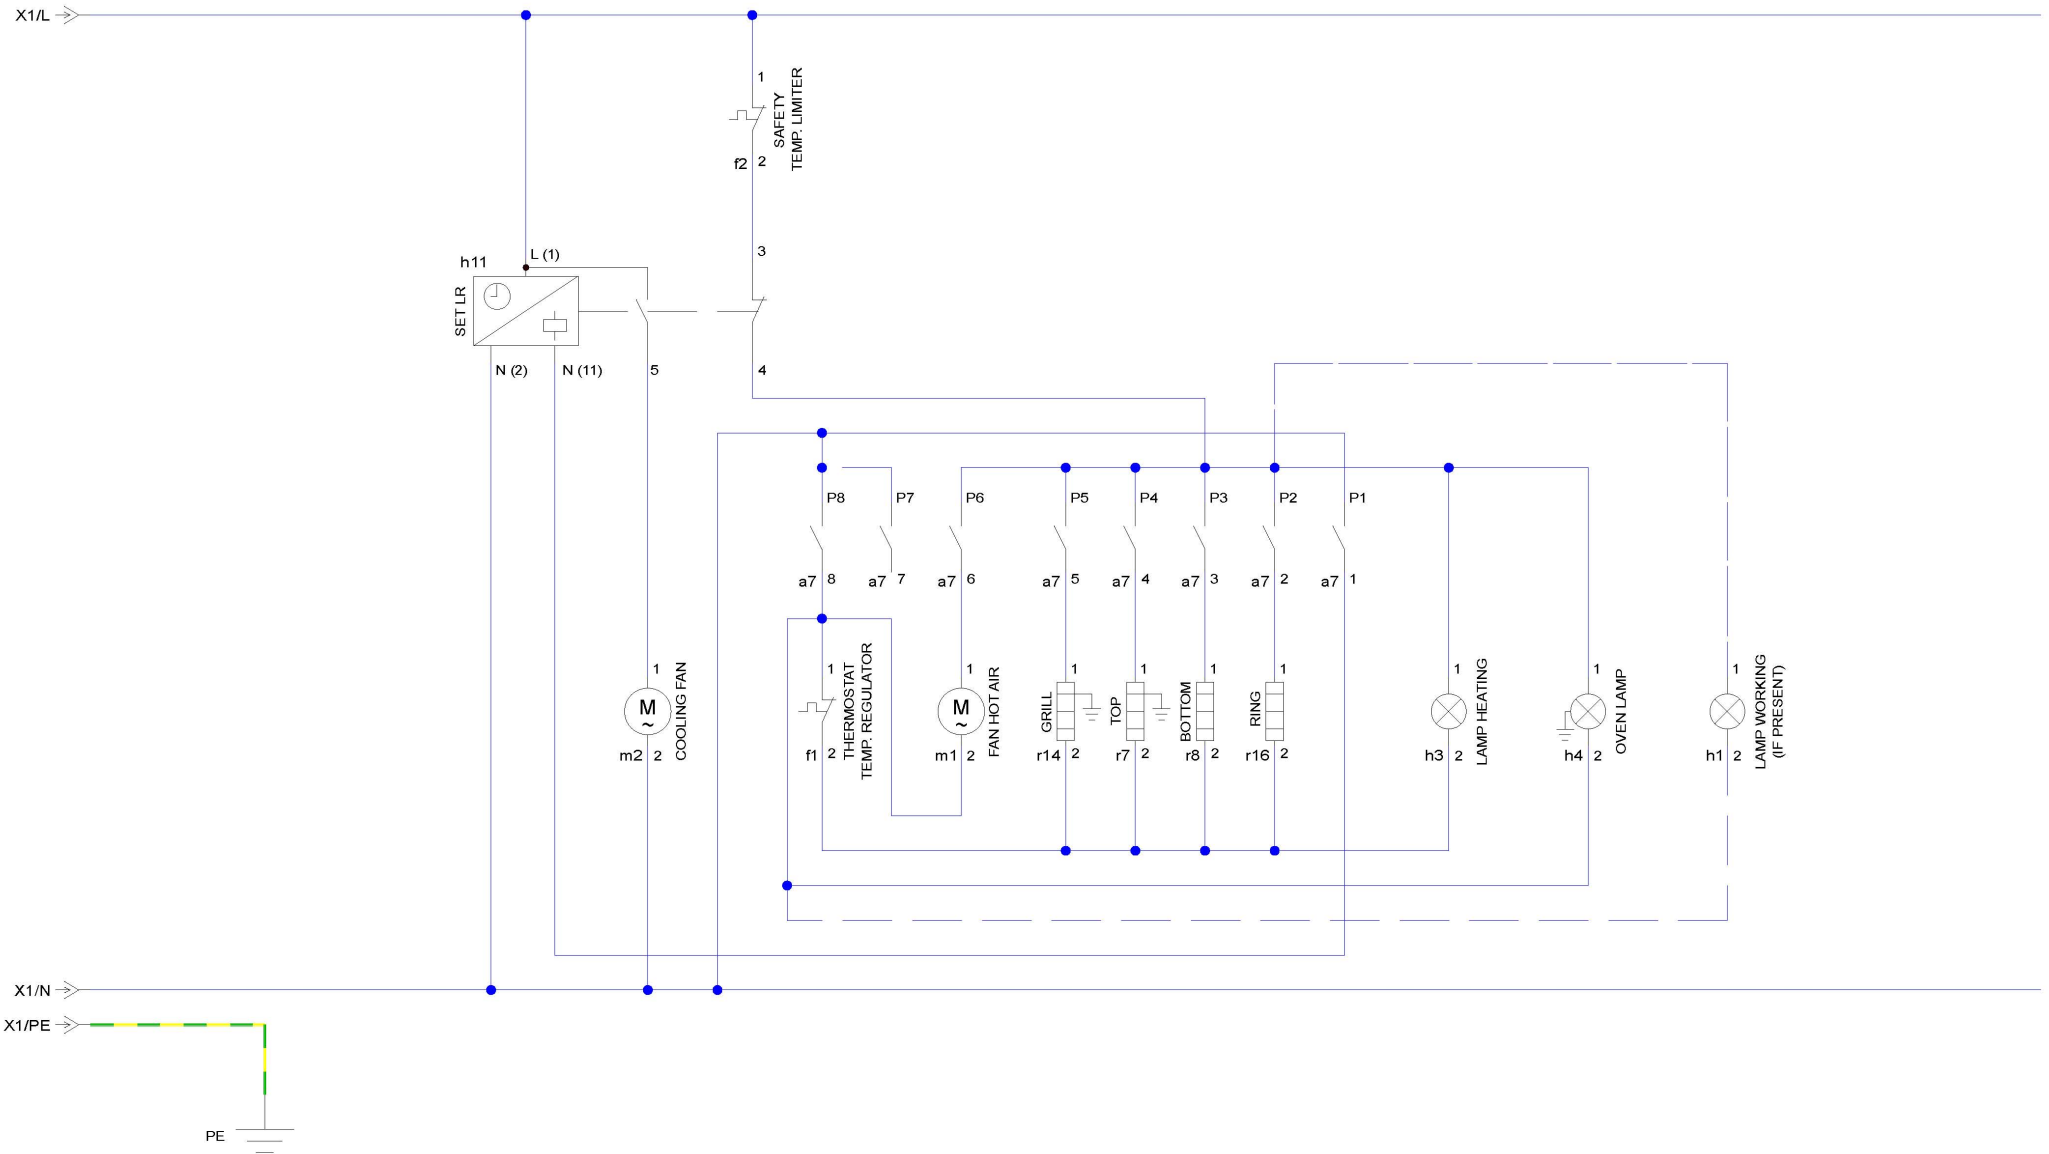 X1/L
1
SAFETY
TEMP. LIMITER
f2
2
3
L (1)
h11
SET LR
N (2)
N (11)
5
4
P8
P7
P6
P5
P4
P3
P2
P1
a7 8
a7 7
a7 6
a7 5
a7 4
a7 3
a7 2
a7 1
1
M
~
m2 2
COOLING FAN
1
f1 2
THERMOSTAT
TEMP. REGULATOR
1
M
~
m1 2
FAN HOT AIR
1
GRILL
r14 2
1
TOP
r7 2
1
BOTTOM
r8 2
1
RING
r16 2
1
h3 2
LAMP HEATING
1
h4 2
OVEN LAMP
1
h1 2
LAMP WORKING
(IF PRESENT)
X1/N
X1/PE
PE